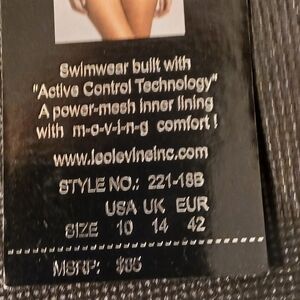 Swimwear built with
"Active Control Technology"
A power-mesh inner lining
with m-o-v-i-n-g comfort !
www.leolevineinc.com
STYLE NO.: 221-18B
USA UK EUR
SIZE 10 14 42
MSRP: $85